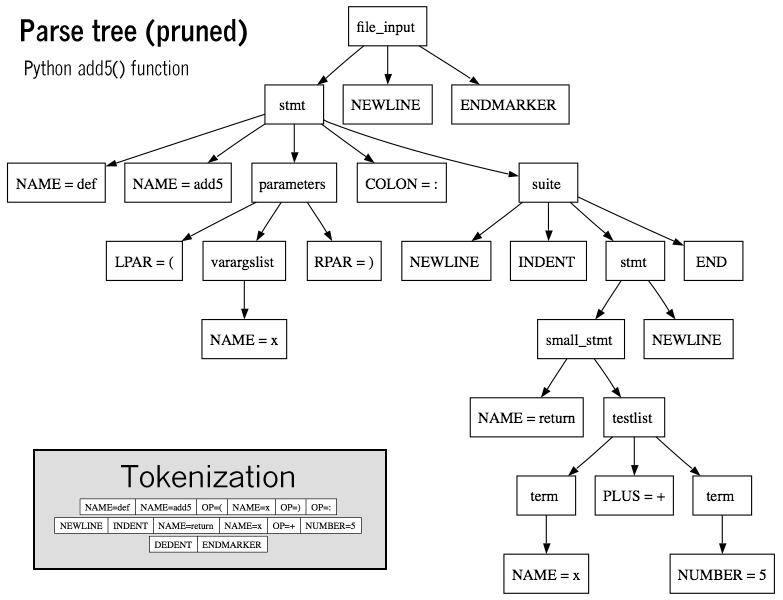 Parse tree (pruned)
Python add5() function
file_input
stmt NEWLINE ENDMARKER
NAME = def NAME = add5 parameters COLON = : suite
LPAR = ( varargslist RPAR = ) NEWLINE INDENT stmt END
NAME = x small_stmt NEWLINE
NAME = return testlist
term PLUS = + term
NAME = x NUMBER = 5
Tokenization
NAME=def NAME=add5 OP=( NAME=x OP=) OP=:
NEWLINE INDENT NAME=return NAME=x OP=+ NUMBER=5
DEDENT ENDMARKER